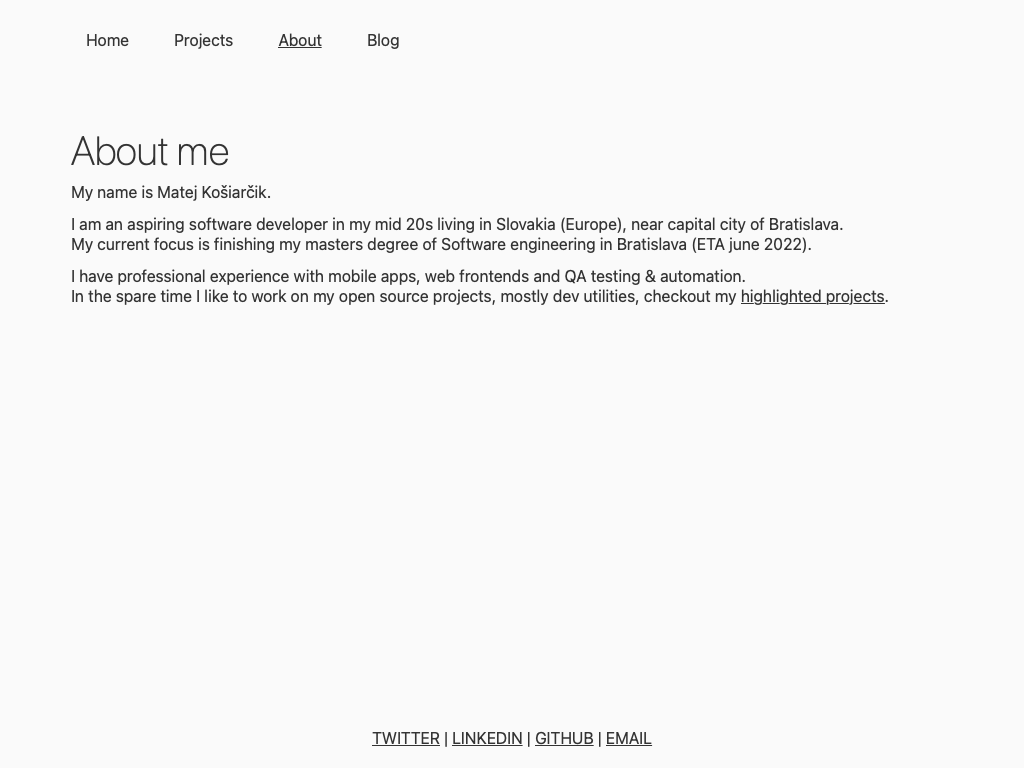 Home Projects About Blog
About me
My name is Matej Košiarčik.
I am an aspiring software developer in my mid 20s living in Slovakia (Europe), near capital city of Bratislava.
My current focus is finishing my masters degree of Software engineering in Bratislava (ETA june 2022).
I have professional experience with mobile apps, web frontends and QA testing & automation.
In the spare time I like to work on my open source projects, mostly dev utilities, checkout my highlighted projects.
TWITTER | LINKEDIN | GITHUB | EMAIL